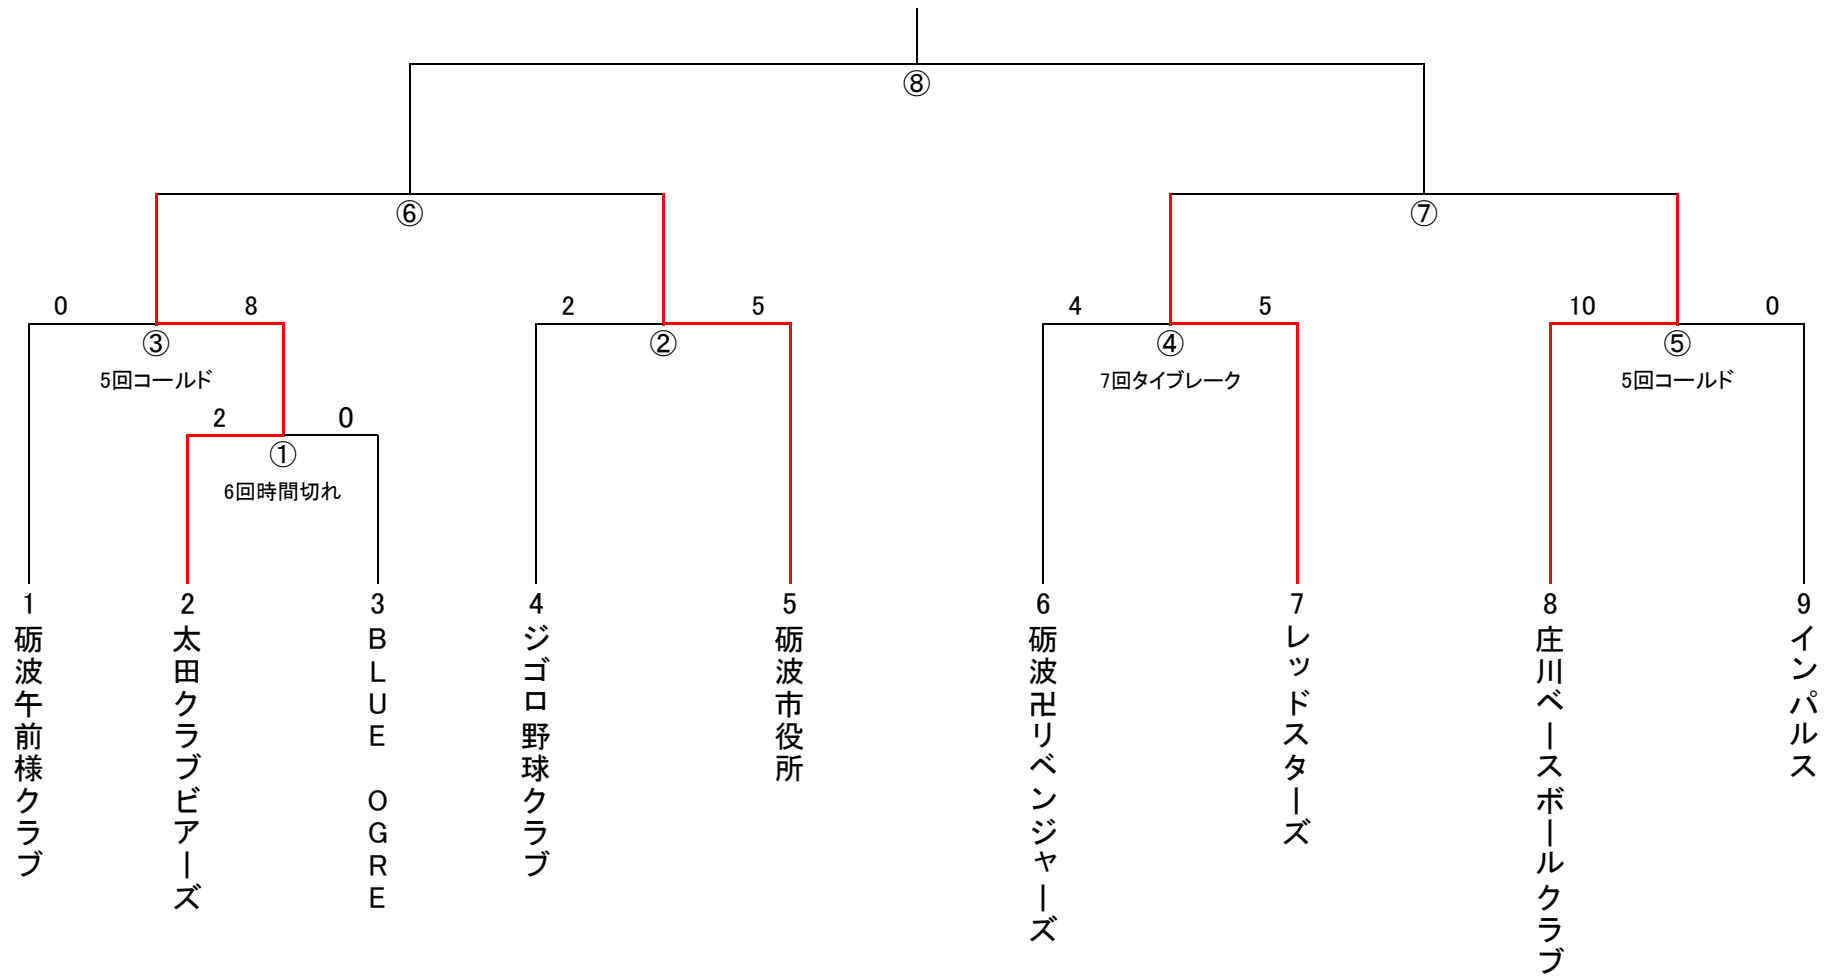 ⑧
⑥
⑦
0
8
2
5
4
5
10
0
③
②
④
⑤
5回コールド
7回タイブレーク
5回コールド
2
0
①
6回時間切れ
1
2
3
4
5
6
7
8
9
砺波午前様クラブ
太田クラブビアーズ
BLUE OGRE
ジゴロ野球クラブ
砺波市役所
砺波卍リベンジャーズ
レッドスターズ
庄川ベースボールクラブ
インパルス